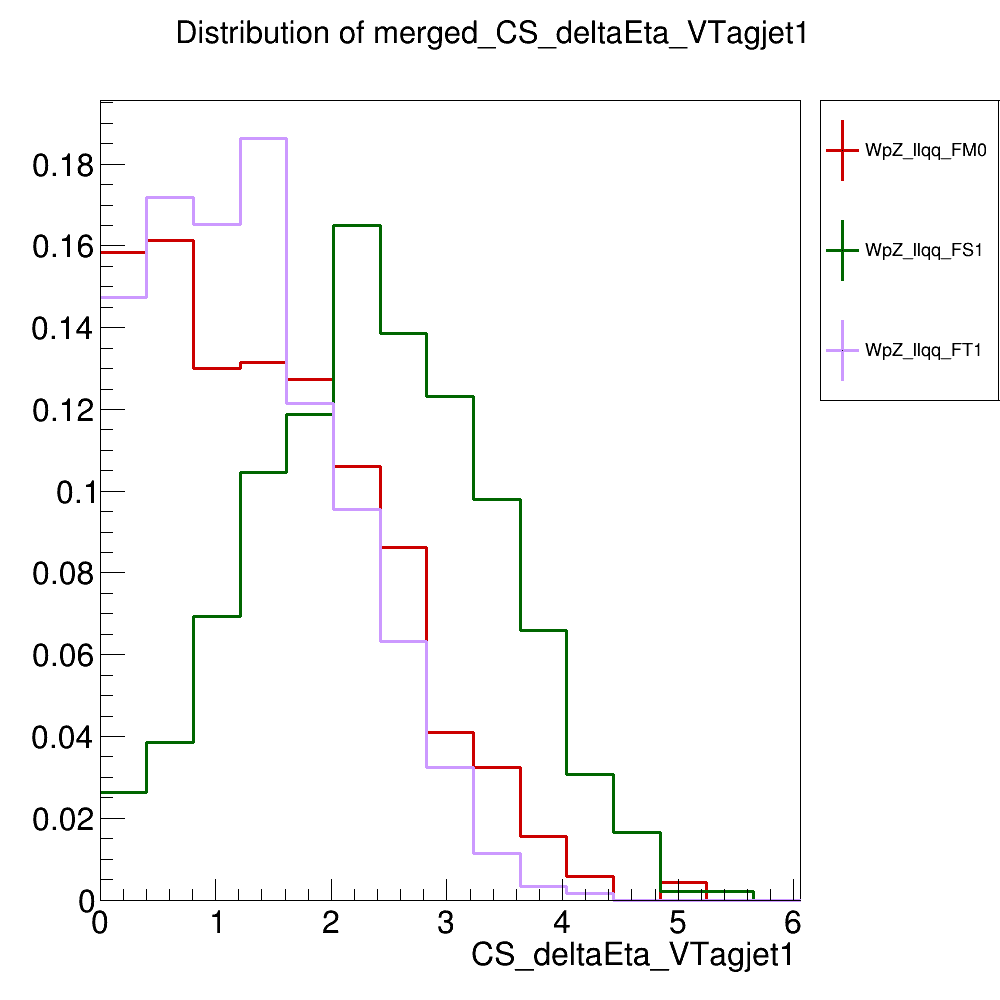 Distribution of merged_CS_deltaEta_VTagjet1
WpZ_llqq_FM0
WpZ_llqq_FS1
WpZ_llqq_FT1
0.18
0.16
0.14
0.12
0.1
0.08
0.06
0.04
0.02
0
0 1 2 3 4 5 6
CS_deltaEta_VTagjet1